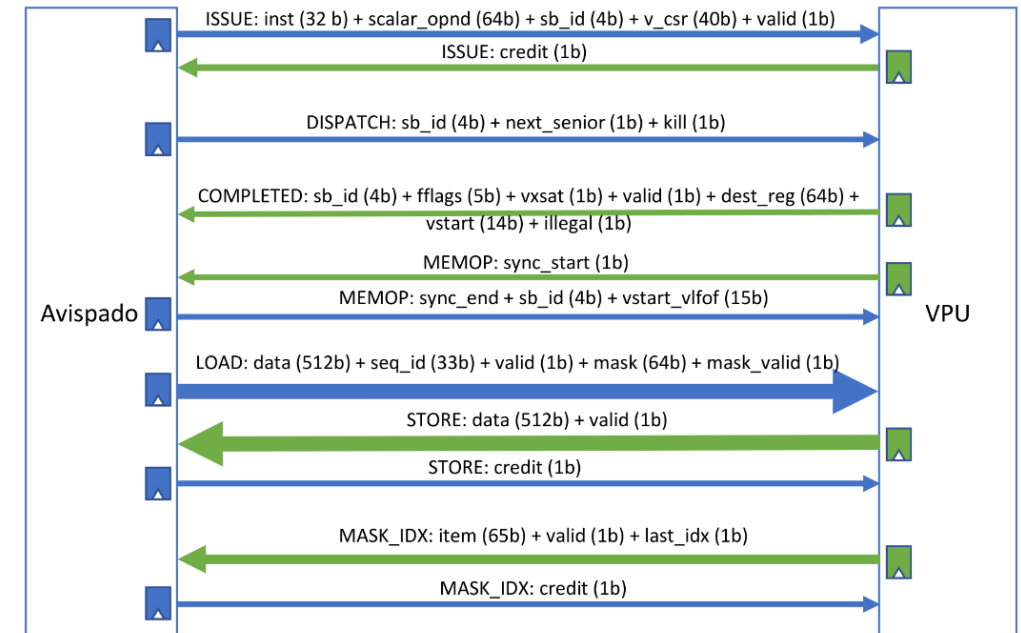 ISSUE: inst (32 b) + scalar_opnd (64b) + sb_id (4b) + v_csr (40b) + valid (1b)
ISSUE: credit (1b)
DISPATCH: sb_id (4b) + next_senior (1b) + kill (1b)
COMPLETED: sb_id (4b) + fflags (5b) + vxsat (1b) + valid (1b) + dest_reg (64b) +
vstart (14b) + illegal (1b)
MEMOP: sync_start (1b)
MEMOP: sync_end + sb_id (4b) + vstart_vlfof (15b)
Avispado
VPU
LOAD: data (512b) + seq_id (33b) + valid (1b) + mask (64b) + mask_valid (1b)
STORE: data (512b) + valid (1b)
STORE: credit (1b)
MASK_IDX: item (65b) + valid (1b) + last_idx (1b)
MASK_IDX: credit (1b)